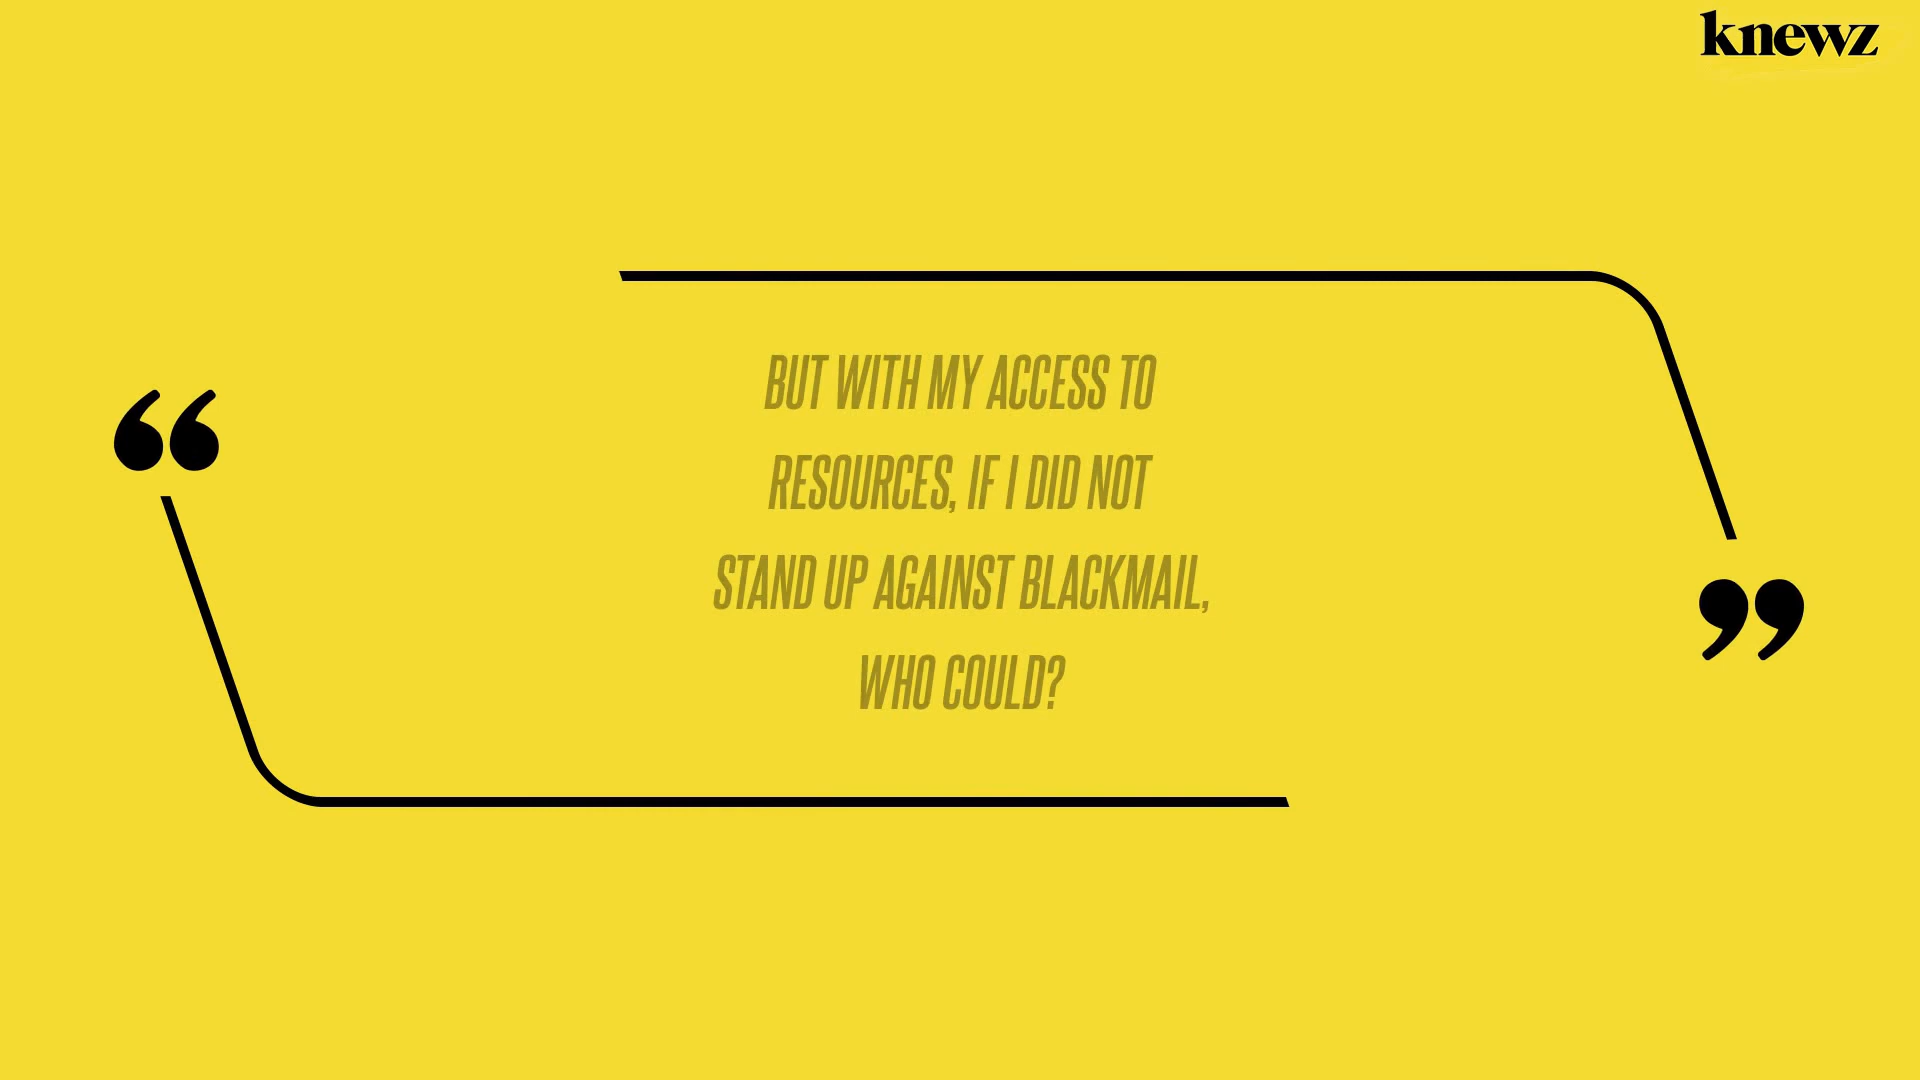 knewz
“
BUT WITH MY ACCESS TO
RESOURCES, IF I DID NOT
STAND UP AGAINST BLACKMAIL,
WHO COULD?
”